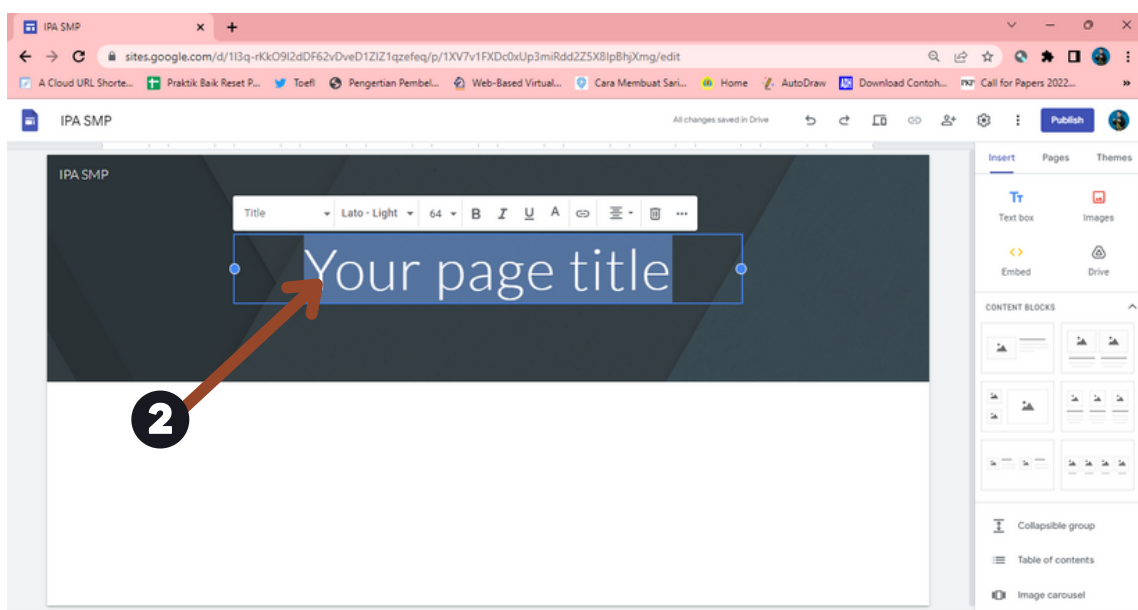 IPA SMP
sites.google.com/d/1I3q-rKkO9I2dDF62vDveD1ZIZ1qzefeq/p/1XV7v1FXDc0xUp3miRdd2Z5X8IpBhjXmg/edit
A Cloud URL Shorte... Praktik Baik Reset P... Toefl Pengertian Pembel... Web-Based Virtual... Cara Membuat Sari... Home AutoDraw Download Contoh... Call for Papers 2022...
IPA SMP All changes saved in Drive Publish
Insert Pages Themes
IPA SMP
Title Lato - Light 64 B I U A
Your page title
2
Text box Images
Embed Drive
CONTENT BLOCKS
Collapsible group
Table of contents
Image carousel